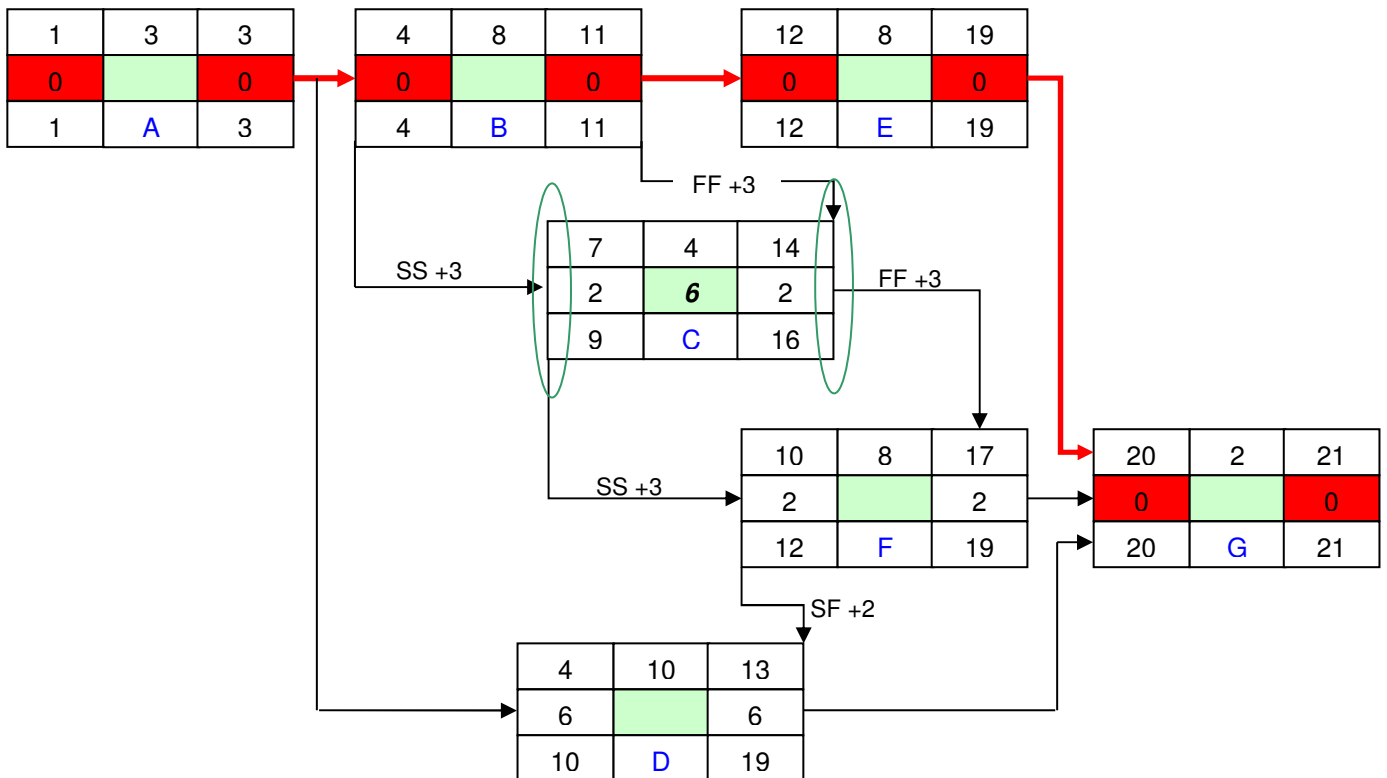 1 3 3
0 0
1 A 3
4 8 11
0 0
4 B 11
12 8 19
0 0
12 E 19
FF +3
SS +3
7 4 14
2 6 2
9 C 16
FF +3
SS +3
10 8 17
2 2
12 F 19
20 2 21
0 0
20 G 21
SF +2
4 10 13
6 6
10 D 19